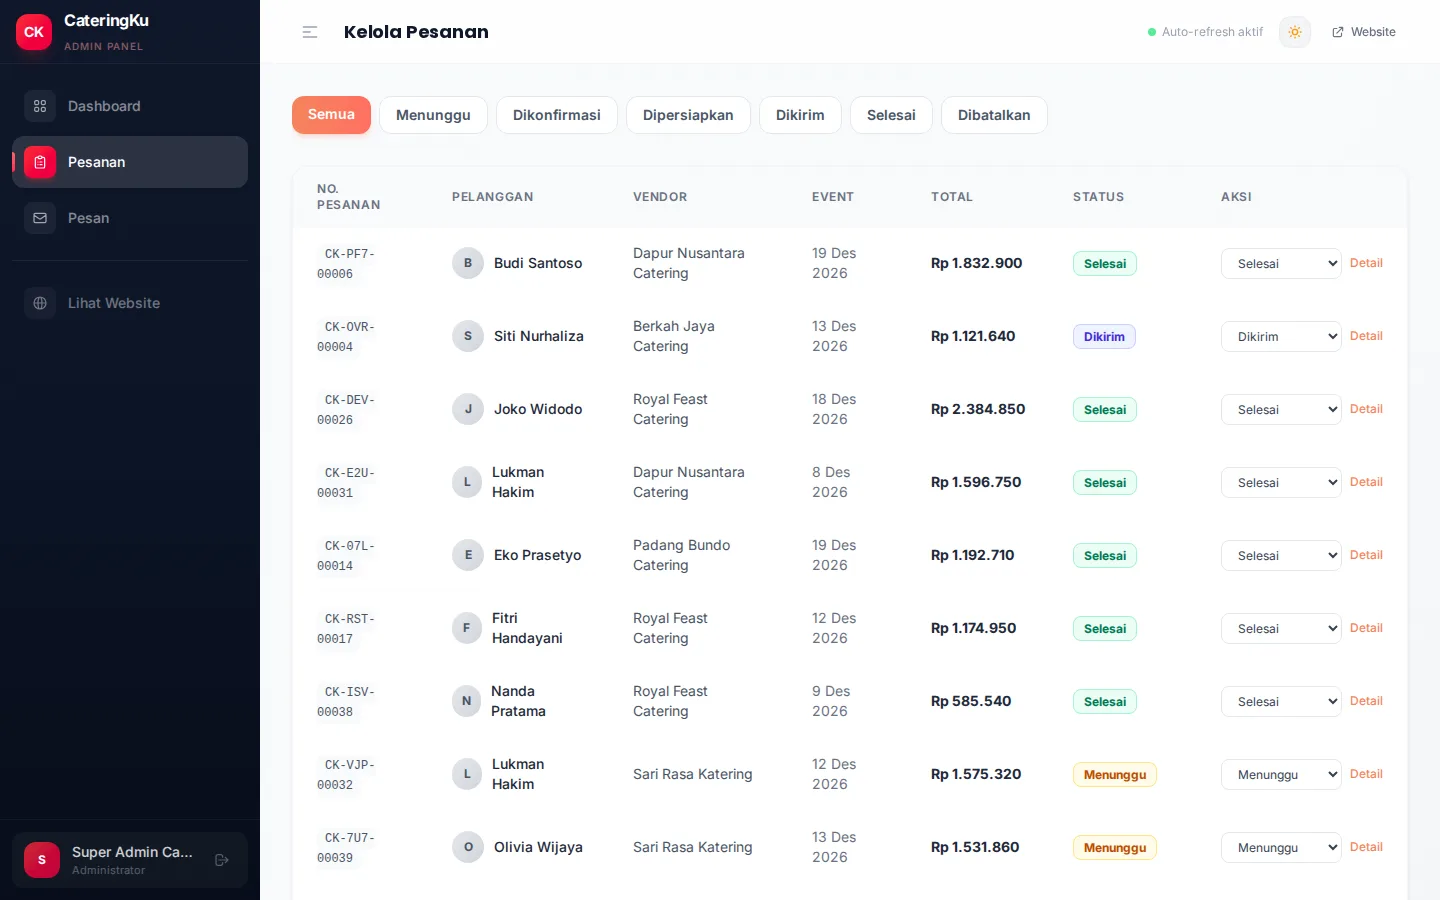 CK
CateringKu
ADMIN PANEL
Dashboard
Pesanan
Pesan
Lihat Website
S
Super Admin Ca...
Administrator
Kelola Pesanan
Auto-refresh aktif
Website
Semua
Menunggu
Dikonfirmasi
Dipersiapkan
Dikirim
Selesai
Dibatalkan
NO.
PESANAN
PELANGGAN
VENDOR
EVENT
TOTAL
STATUS
AKSI
CK-PF7-
00006
B
Budi Santoso
Dapur Nusantara
Catering
19 Des
2026
Rp 1.832.900
Selesai
Selesai
Detail
CK-OVR-
00004
S
Siti Nurhaliza
Berkah Jaya
Catering
13 Des
2026
Rp 1.121.640
Dikirim
Dikirim
Detail
CK-DEV-
00026
J
Joko Widodo
Royal Feast
Catering
18 Des
2026
Rp 2.384.850
Selesai
Selesai
Detail
CK-E2U-
00031
L
Lukman
Hakim
Dapur Nusantara
Catering
8 Des
2026
Rp 1.596.750
Selesai
Selesai
Detail
CK-07L-
00014
E
Eko Prasetyo
Padang Bundo
Catering
19 Des
2026
Rp 1.192.710
Selesai
Selesai
Detail
CK-RST-
00017
F
Fitri
Handayani
Royal Feast
Catering
12 Des
2026
Rp 1.174.950
Selesai
Selesai
Detail
CK-ISV-
00038
N
Nanda
Pratama
Royal Feast
Catering
9 Des
2026
Rp 585.540
Selesai
Selesai
Detail
CK-VJP-
00032
L
Lukman
Hakim
Sari Rasa Katering
12 Des
2026
Rp 1.575.320
Menunggu
Menunggu
Detail
CK-7U7-
00039
O
Olivia Wijaya
Sari Rasa Katering
13 Des
2026
Rp 1.531.860
Menunggu
Menunggu
Detail